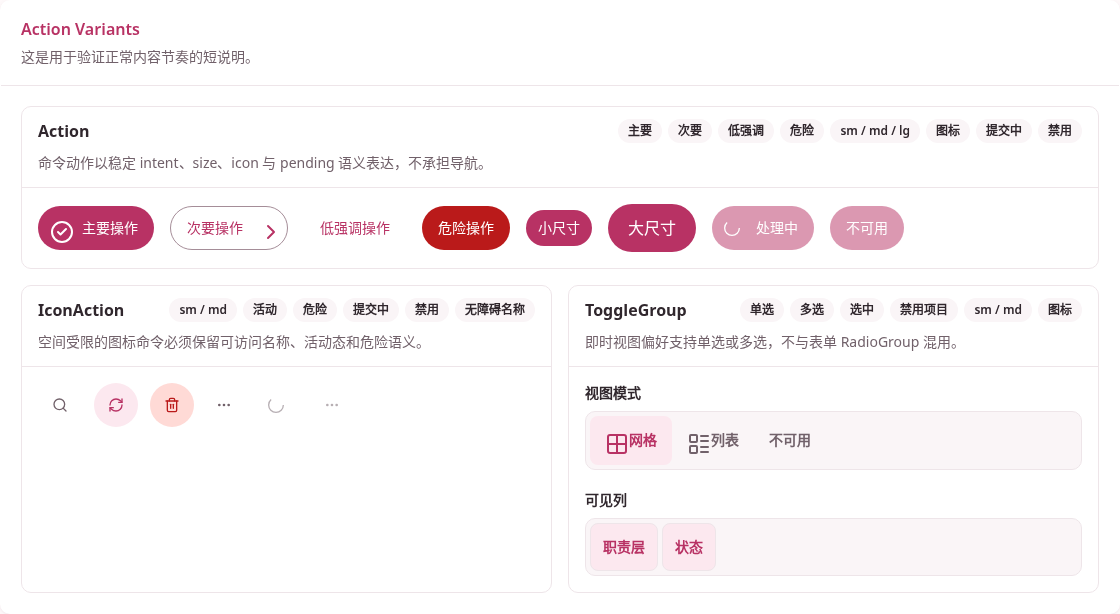 Action Variants
这是用于验证正常内容节奏的短说明。
Action
主要 次要 低强调 危险 sm / md / lg 图标 提交中 禁用
命令动作以稳定 intent、size、icon 与 pending 语义表达，不承担导航。
主要操作 次要操作 低强调操作 危险操作 小尺寸 大尺寸 处理中 不可用
IconAction
sm / md 活动 危险 提交中 禁用 无障碍名称
空间受限的图标命令必须保留可访问名称、活动态和危险语义。
ToggleGroup
单选 多选 选中 禁用项目 sm / md 图标
即时视图偏好支持单选或多选，不与表单 RadioGroup 混用。
视图模式
网格 列表 不可用
可见列
职责层 状态